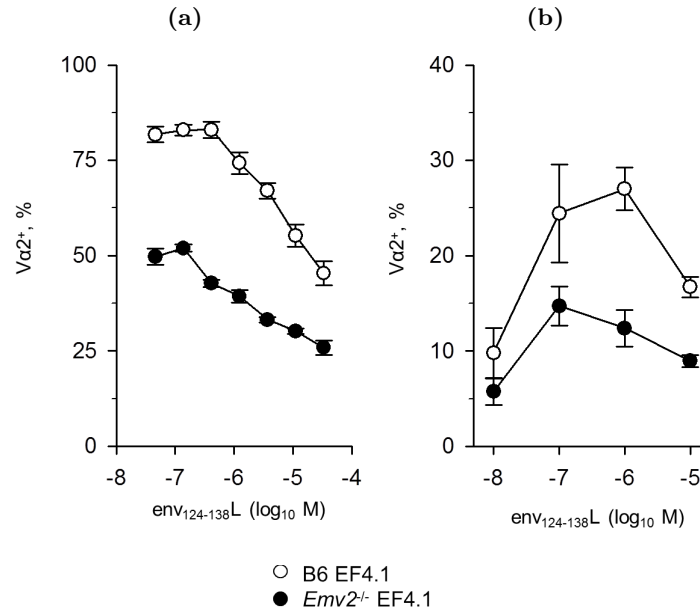 (a)
(b)
100
75
50
25
0
Vα2⁺, %
-8 -7 -6 -5 -4
env₁₂₄₋₁₃₈L (log₁₀ M)
40
30
20
10
0
Vα2⁺, %
-8 -7 -6 -5
env₁₂₄₋₁₃₈L (log₁₀ M)
B6 EF4.1
Emv2⁻/⁻ EF4.1